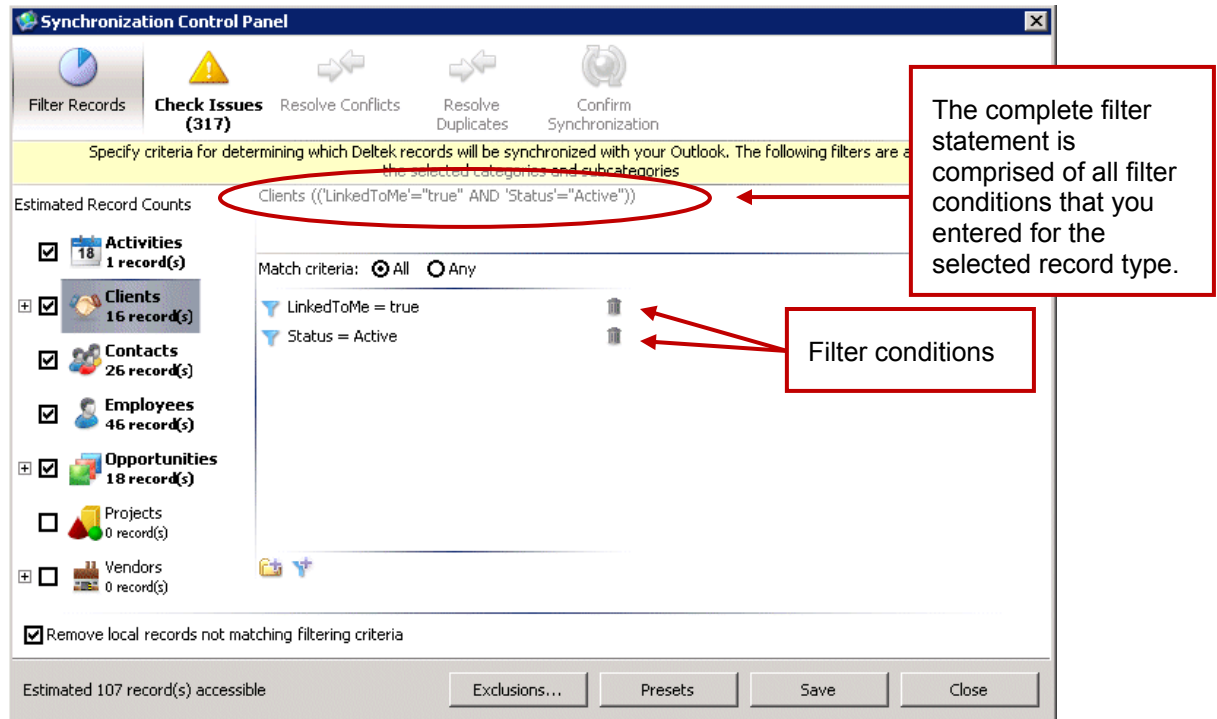 Synchronization Control Panel
Filter Records
Check Issues
(317)
Resolve Conflicts
Resolve
Duplicates
Confirm
Synchronization
Specify criteria for determining which Deltek records will be synchronized with your Outlook. The following filters are a
the selected categories and subcategories
Clients (('LinkedToMe'="true" AND 'Status'="Active"))
Estimated Record Counts
18
Activities
1 record(s)
Clients
16 record(s)
Contacts
26 record(s)
Employees
46 record(s)
Opportunities
18 record(s)
Projects
0 record(s)
Vendors
0 record(s)
Match criteria: All Any
LinkedToMe = true
Status = Active
The complete filter
statement is
comprised of all filter
conditions that you
entered for the
selected record type.
Filter conditions
Remove local records not matching filtering criteria
Estimated 107 record(s) accessible
Exclusions...
Presets
Save
Close